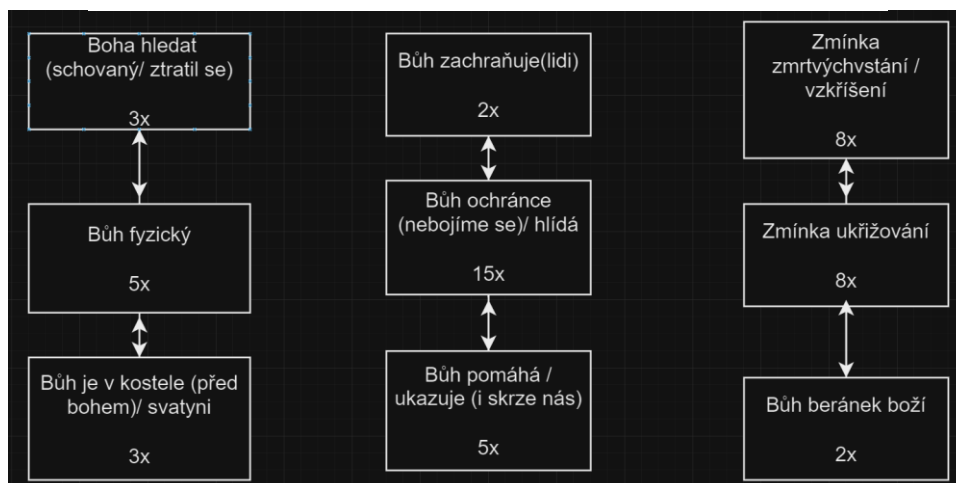 Boha hledat
(schovaný/ ztratil se)
3x
Bůh fyzický
5x
Bůh je v kostele (před
bohem)/ svatyni
3x
Bůh zachraňuje(lidi)
2x
Bůh ochránce
(nebojíme se)/ hlídá
15x
Bůh pomáhá /
ukazuje (i skrze nás)
5x
Zmínka
zmrtvýchvstání /
vzkříšení
8x
Zmínka ukřižování
8x
Bůh beránek boží
2x